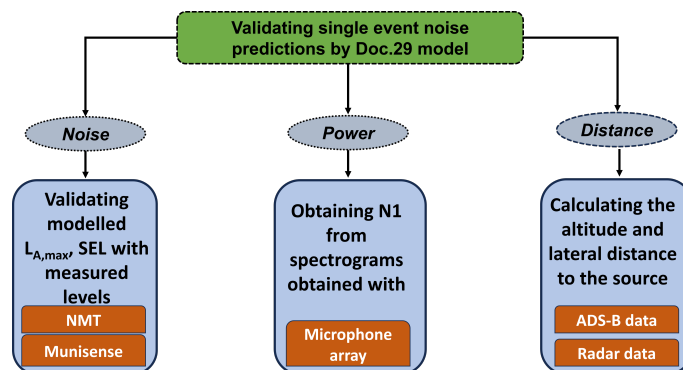 Validating single event noise
predictions by Doc.29 model
Noise
Power
Distance
Validating
modelled
L_A,max, SEL with
measured
levels
NMT
Munisense
Obtaining N1
from
spectrograms
obtained with
Microphone
array
Calculating the
altitude and
lateral distance
to the source
ADS-B data
Radar data